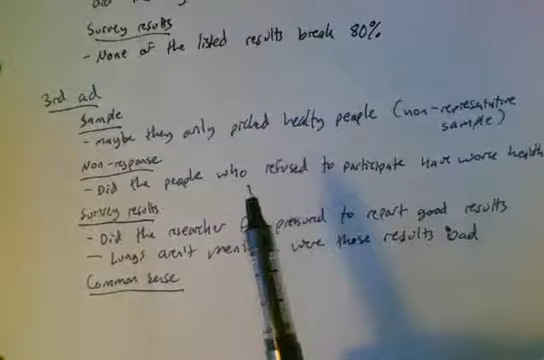 Survey results
- None of the listed results break 80%
3rd ad
Sample
- maybe they only picked healty people (non-representative
sample)
Non-response
- Did the people who refused to participate have worse health
Survey results
- Did the researcher pressured to report good results
- Lungs aren't were those results bad
Common sense